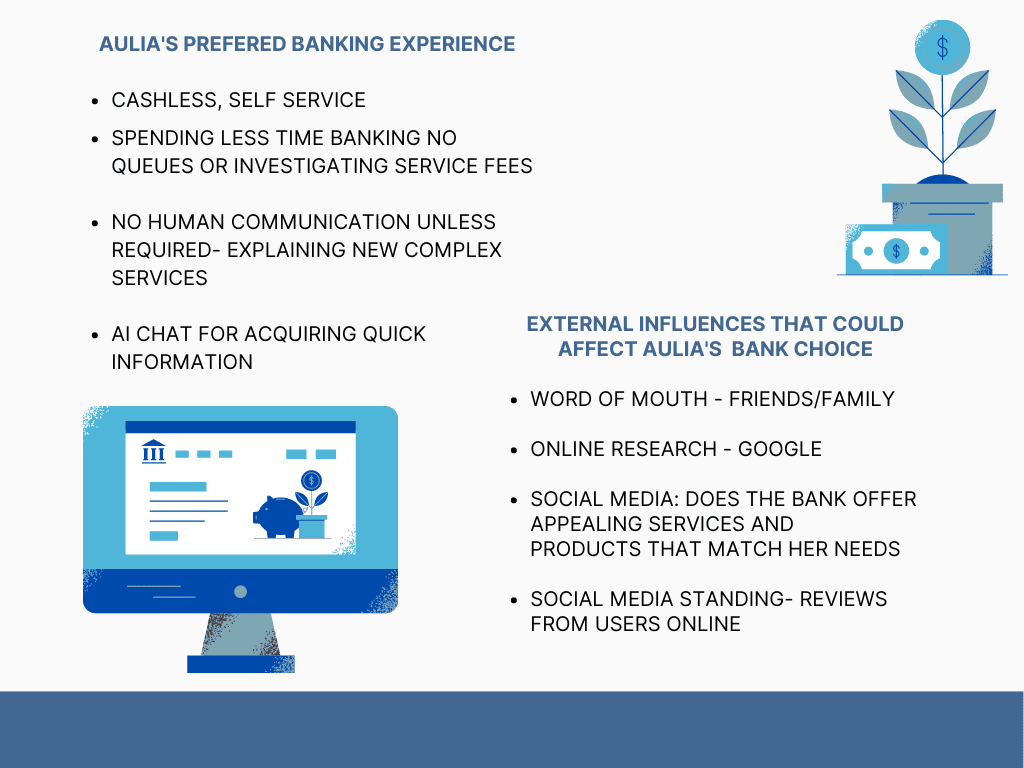 AULIA'S PREFERED BANKING EXPERIENCE
• CASHLESS, SELF SERVICE
• SPENDING LESS TIME BANKING NO
QUEUES OR INVESTIGATING SERVICE FEES
• NO HUMAN COMMUNICATION UNLESS
REQUIRED- EXPLAINING NEW COMPLEX
SERVICES
• AI CHAT FOR ACQUIRING QUICK
INFORMATION
$
$
$
EXTERNAL INFLUENCES THAT COULD
AFFECT AULIA'S  BANK CHOICE
• WORD OF MOUTH - FRIENDS/FAMILY
• ONLINE RESEARCH - GOOGLE
• SOCIAL MEDIA: DOES THE BANK OFFER
APPEALING SERVICES AND
PRODUCTS THAT MATCH HER NEEDS
• SOCIAL MEDIA STANDING- REVIEWS
FROM USERS ONLINE